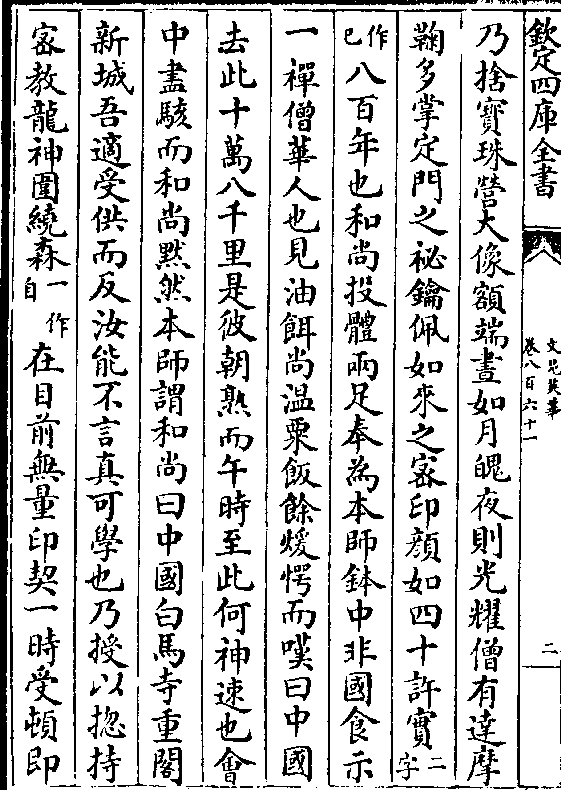 欽定四庫全書
文苑英華
卷八百六十一
二
乃捨寶珠營大像額端晝如月魄夜則光耀僧有達摩
鞠多掌定門之祕鑰佩如來之宻印顔如四十許實二字
作已八百年也和尚投體兩足奉為本師鉢中非國食示
一禪僧華人也見油餌尚温粟飯餘煖愕而嘆曰中國
去此十萬八千里是彼朝熟而午時至此何神速也會
中盡駭而和尚黙然本師謂和尚曰中國白馬寺重閣
新城吾適受供而反汝能不言真可學也乃授以揔持
宻教龍神圍繞森一作自在目前無量印契一時受頓即